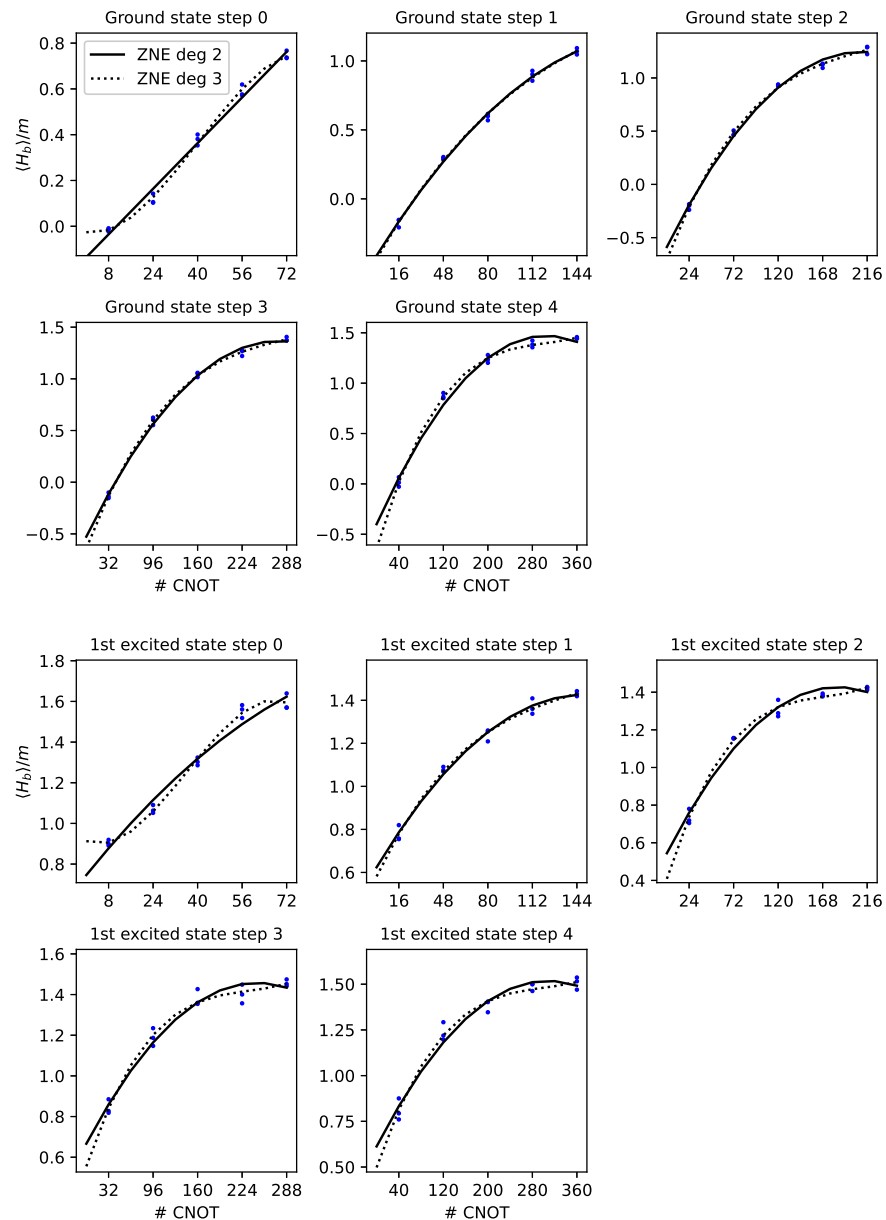 Ground state step 0
Ground state step 1
Ground state step 2
ZNE deg 2
ZNE deg 3
⟨H_b⟩/m
0.8
0.6
0.4
0.2
0.0
8 24 40 56 72
1.0
0.5
0.0
16 48 80 112 144
1.0
0.5
0.0
−0.5
24 72 120 168 216
Ground state step 3
Ground state step 4
1.5
1.0
0.5
0.0
−0.5
32 96 160 224 288
# CNOT
1.5
1.0
0.5
0.0
−0.5
40 120 200 280 360
# CNOT
1st excited state step 0
1st excited state step 1
1st excited state step 2
⟨H_b⟩/m
1.8
1.6
1.4
1.2
1.0
0.8
8 24 40 56 72
1.4
1.2
1.0
0.8
0.6
16 48 80 112 144
1.4
1.2
1.0
0.8
0.6
0.4
24 72 120 168 216
1st excited state step 3
1st excited state step 4
1.6
1.4
1.2
1.0
0.8
0.6
32 96 160 224 288
# CNOT
1.50
1.25
1.00
0.75
0.50
40 120 200 280 360
# CNOT